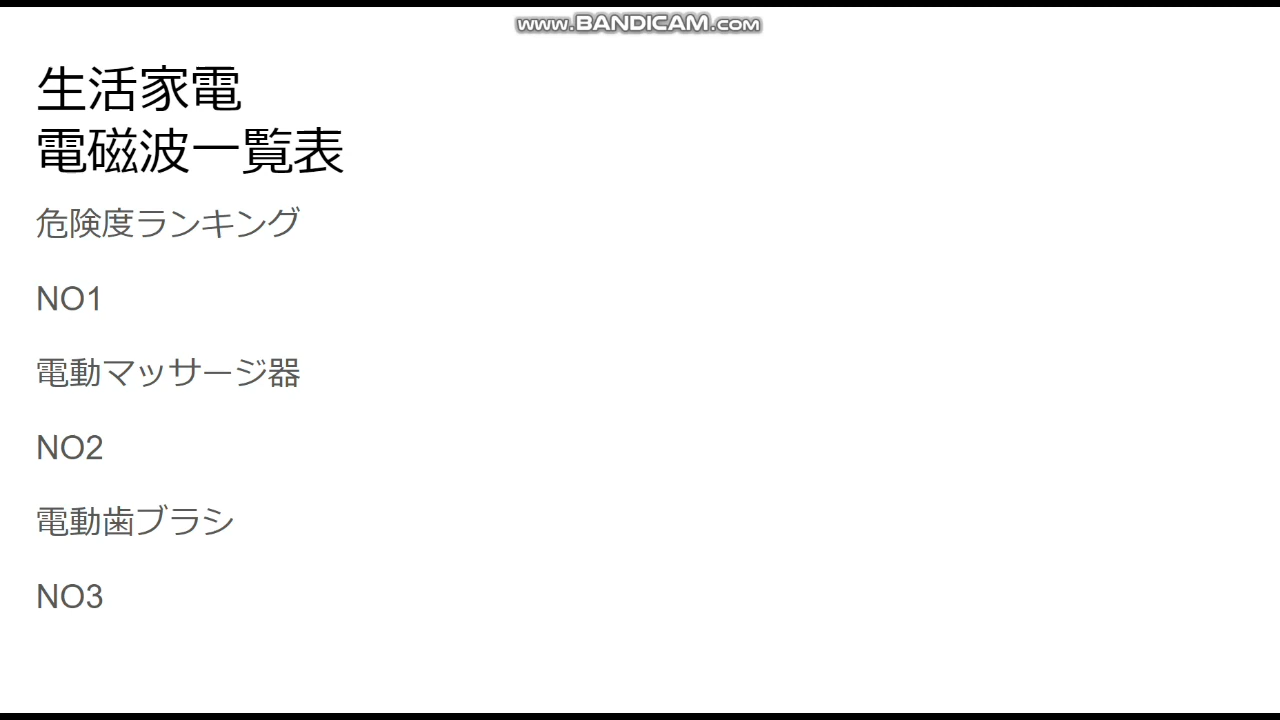 www.BANDICAM.com
生活家電
電磁波一覧表
危険度ランキング
NO1
電動マッサージ器
NO2
電動歯ブラシ
NO3